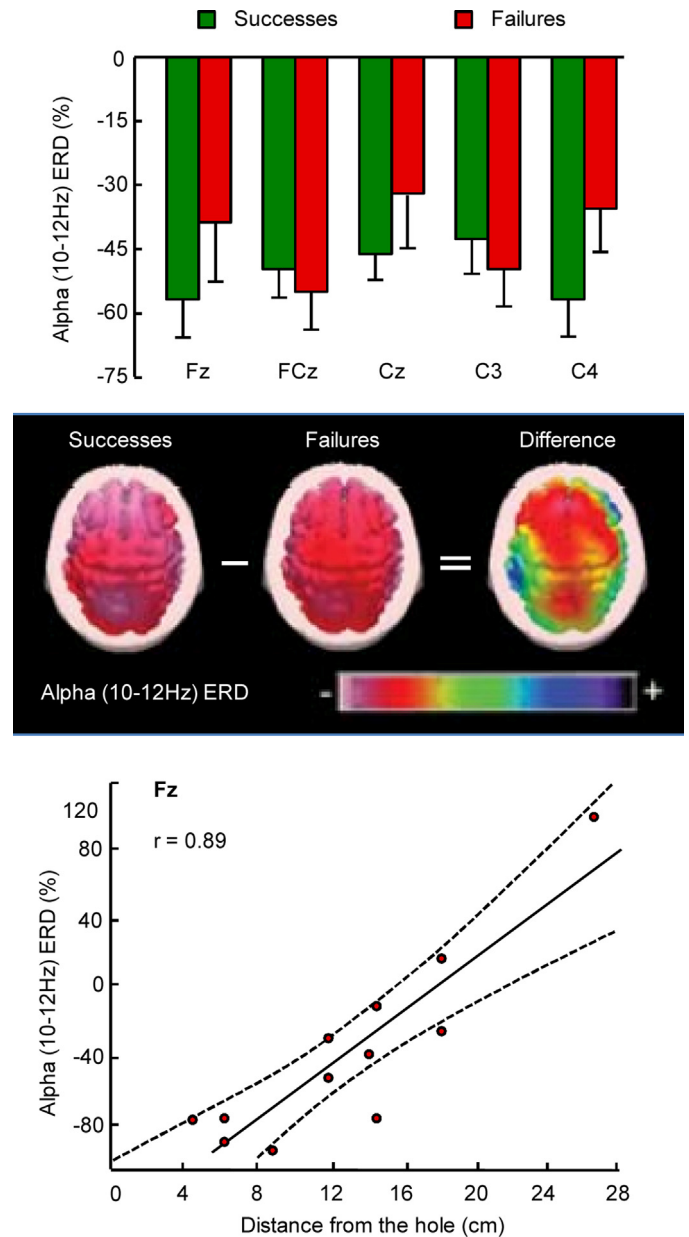 Successes Failures
Alpha (10-12Hz) ERD (%)
0
-15
-30
-45
-60
-75
Fz FCz Cz C3 C4
Successes Failures Difference
− =
Alpha (10-12Hz) ERD - +
Fz
r = 0.89
Alpha (10-12Hz) ERD (%)
120
80
40
0
-40
-80
0 4 8 12 16 20 24 28
Distance from the hole (cm)